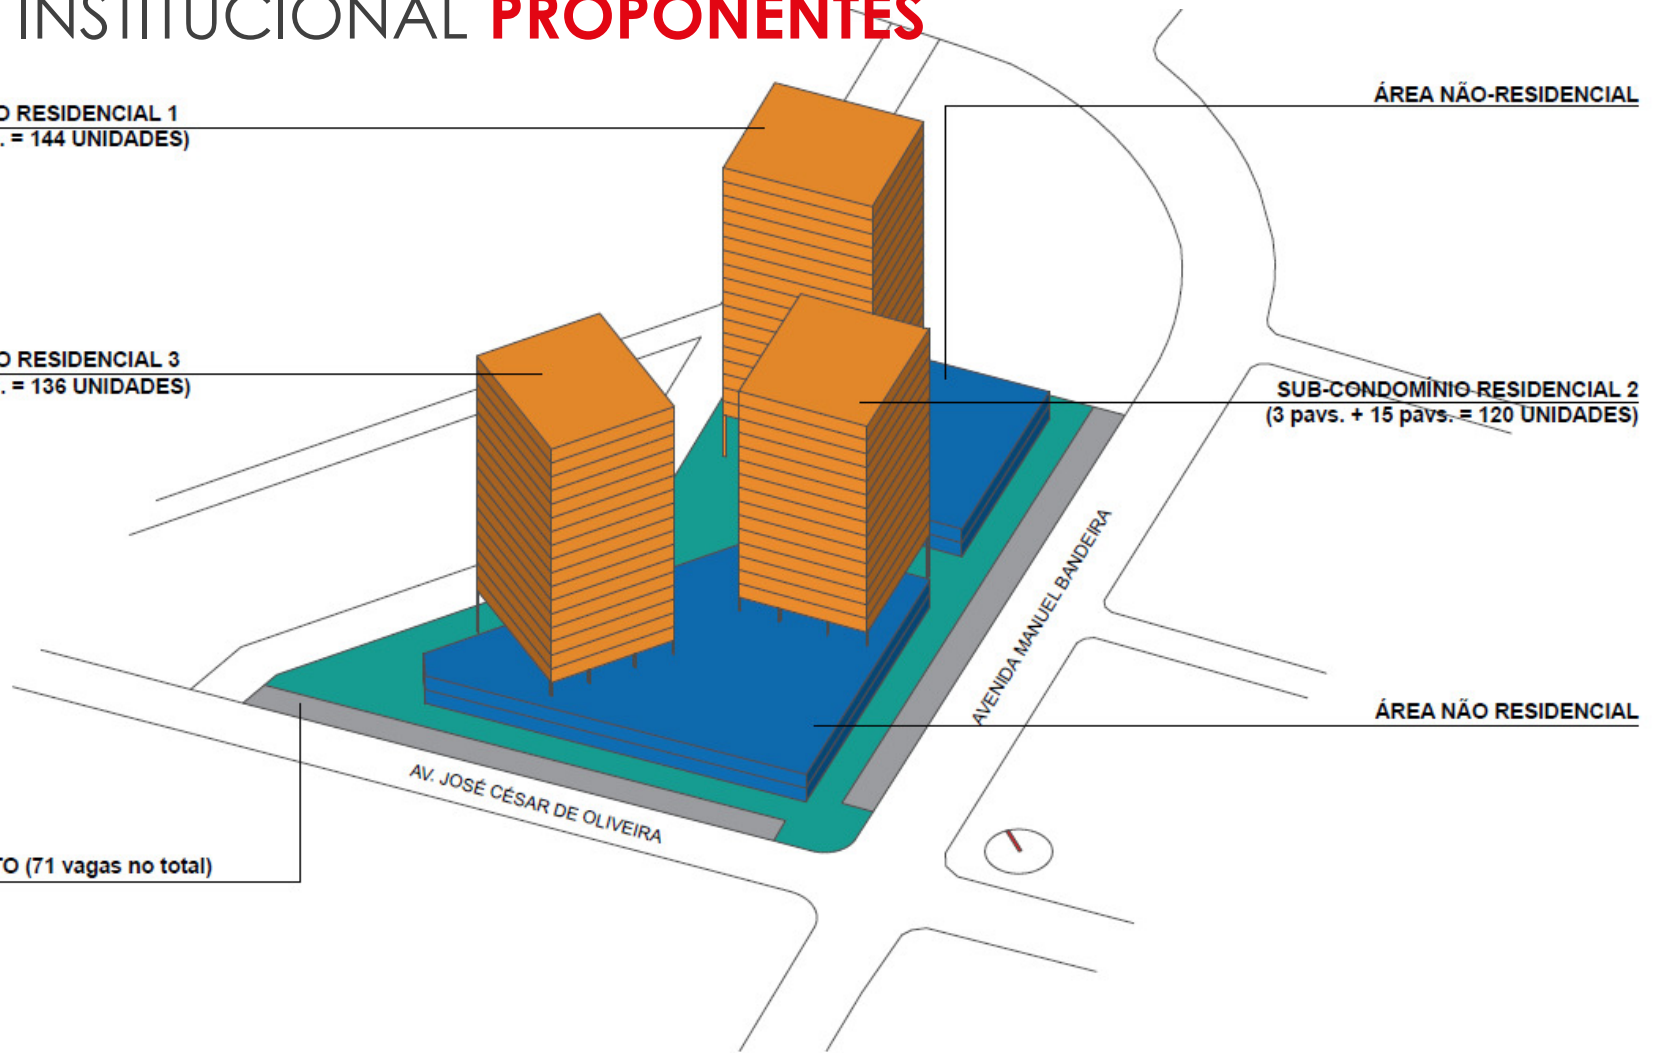 INSTITUCIONAL PROPONENTES
O RESIDENCIAL 1
. = 144 UNIDADES)
ÁREA NÃO-RESIDENCIAL
O RESIDENCIAL 3
. = 136 UNIDADES)
SUB-CONDOMÍNIO RESIDENCIAL 2
(3 pavs. + 15 pavs. = 120 UNIDADES)
AVENIDA MANUEL BANDEIRA
ÁREA NÃO RESIDENCIAL
AV. JOSÉ CÉSAR DE OLIVEIRA
TO (71 vagas no total)